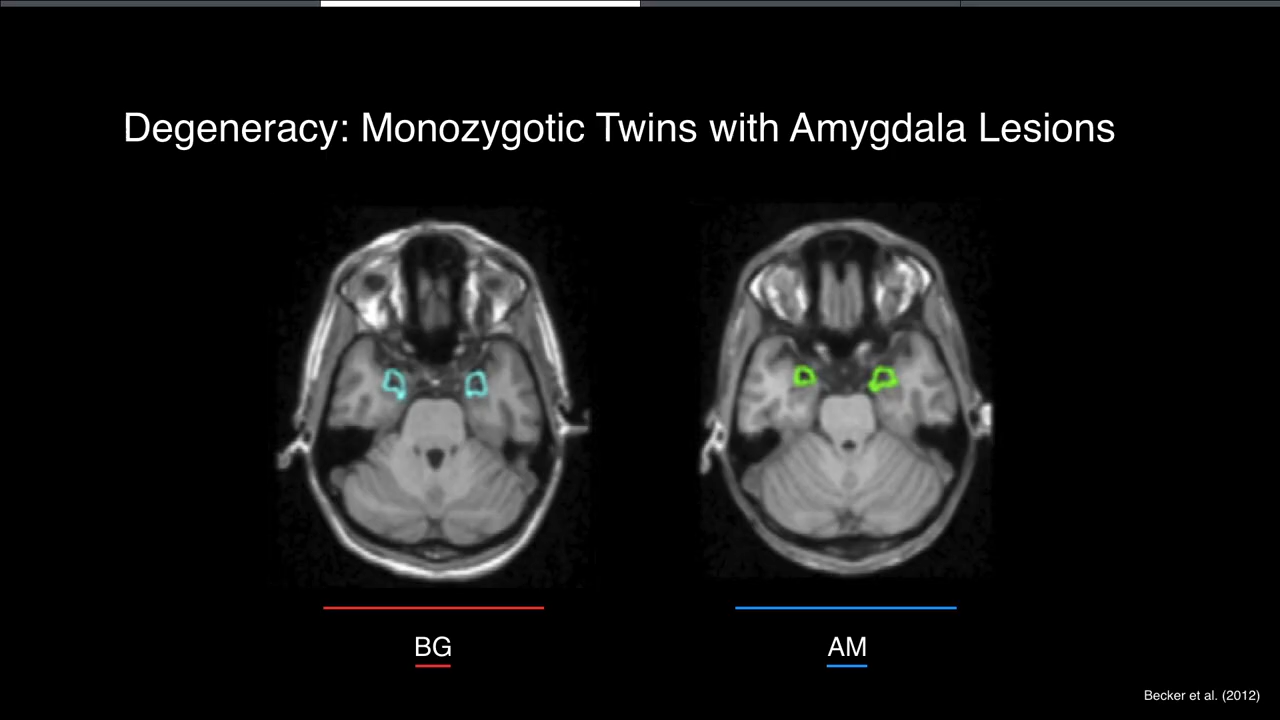 Degeneracy: Monozygotic Twins with Amygdala Lesions
BG
AM
Becker et al. (2012)